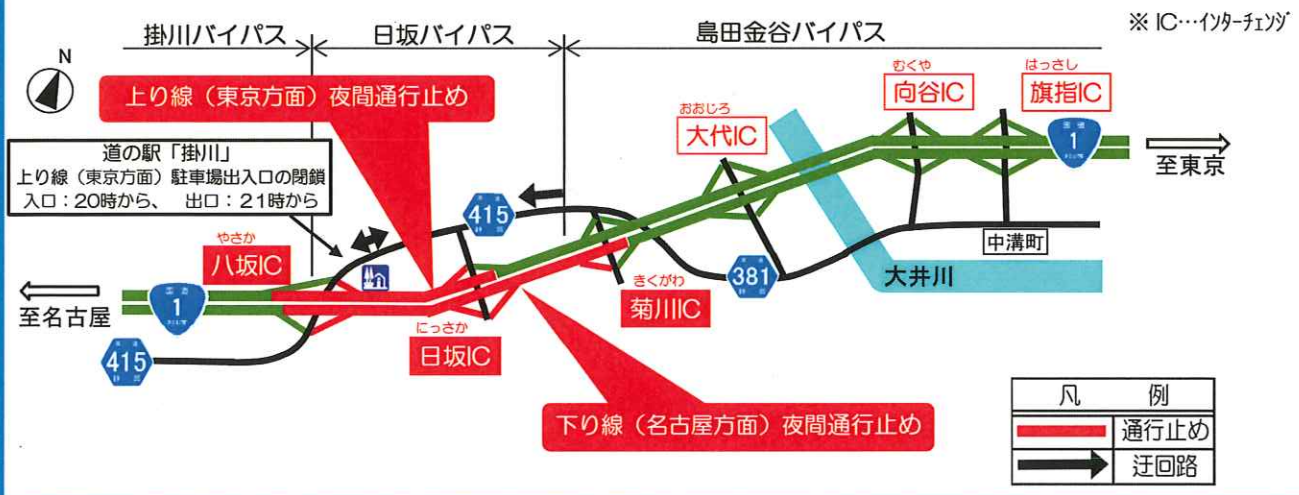 ※ IC…インターチェンジ
掛川バイパス
日坂バイパス
島田金谷バイパス
N
上り線（東京方面）夜間通行止め
むくや
向谷IC
はっさし
旗指IC
おおじろ
大代IC
1
至東京
道の駅「掛川」
上り線（東京方面）駐車場出入口の閉鎖
入口：20時から、 出口：21時から
415
中溝町
やさか
八坂IC
381
大井川
きくがわ
菊川IC
1
至名古屋
にっさか
日坂IC
415
下り線（名古屋方面）夜間通行止め
凡 例
通行止め
迂回路